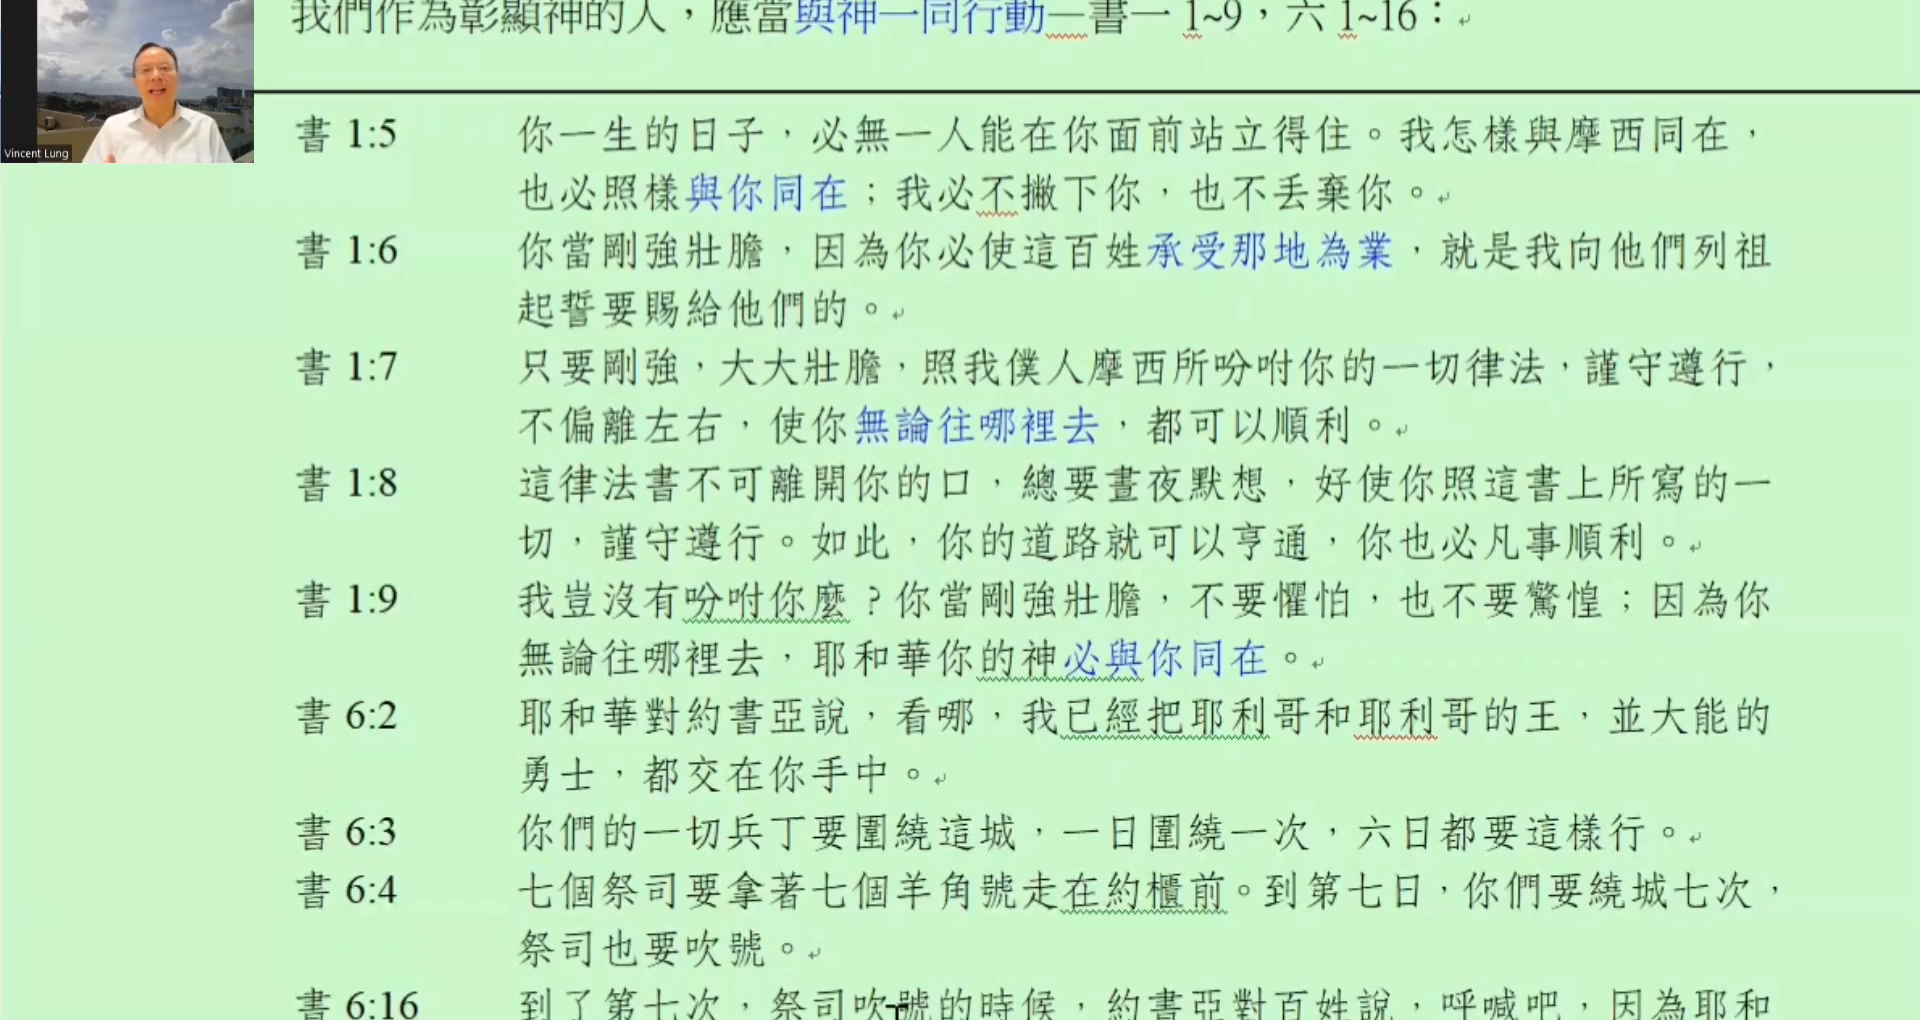 我們作為彰顯神的人，應當與神一同行動—書一 1~9，六 1~16：
Vincent Lung
書 1:5 你一生的日子，必無一人能在你面前站立得住。我怎樣與摩西同在，
也必照樣與你同在；我必不撇下你，也不丟棄你。
書 1:6 你當剛強壯膽，因為你必使這百姓承受那地為業，就是我向他們列祖
起誓要賜給他們的。
書 1:7 只要剛強，大大壯膽，照我僕人摩西所吩咐你的一切律法，謹守遵行，
不偏離左右，使你無論往哪裡去，都可以順利。
書 1:8 這律法書不可離開你的口，總要晝夜默想，好使你照這書上所寫的一
切，謹守遵行。如此，你的道路就可以亨通，你也必凡事順利。
書 1:9 我豈沒有吩咐你麼？你當剛強壯膽，不要懼怕，也不要驚惶；因為你
無論往哪裡去，耶和華你的神必與你同在。
書 6:2 耶和華對約書亞說，看哪，我已經把耶利哥和耶利哥的王，並大能的
勇士，都交在你手中。
書 6:3 你們的一切兵丁要圍繞這城，一日圍繞一次，六日都要這樣行。
書 6:4 七個祭司要拿著七個羊角號走在約櫃前。到第七日，你們要繞城七次，
祭司也要吹號。
書 6:16 到了第七次，祭司吹號的時候，約書亞對百姓說，呼喊吧，因為耶和